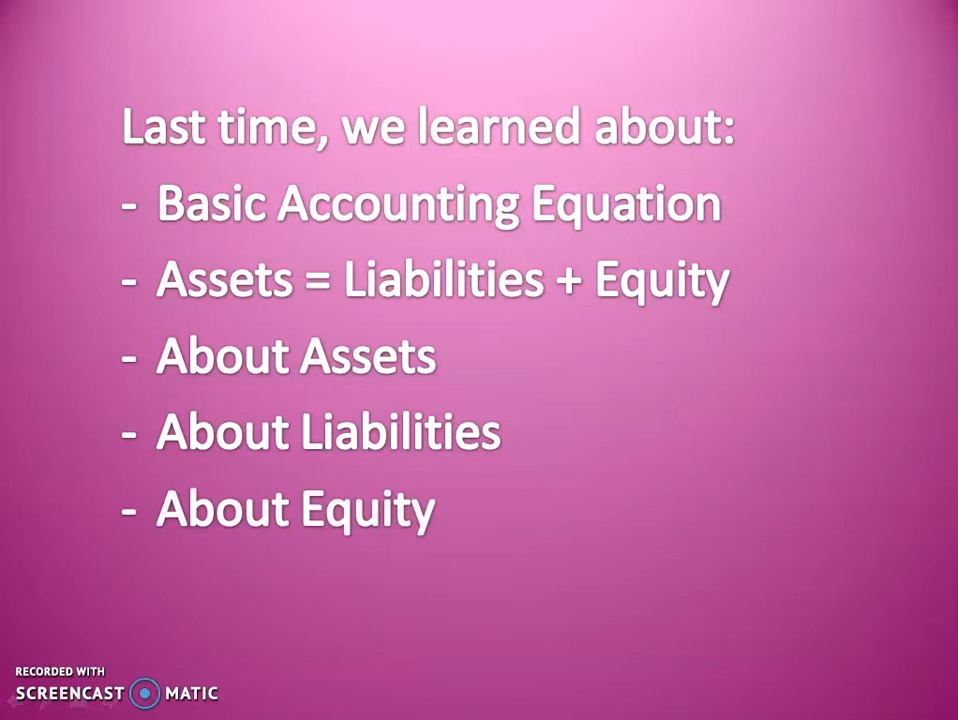 Last time, we learned about:
- Basic Accounting Equation
- Assets = Liabilities + Equity
- About Assets
- About Liabilities
- About Equity
RECORDED WITH
SCREENCAST MATIC